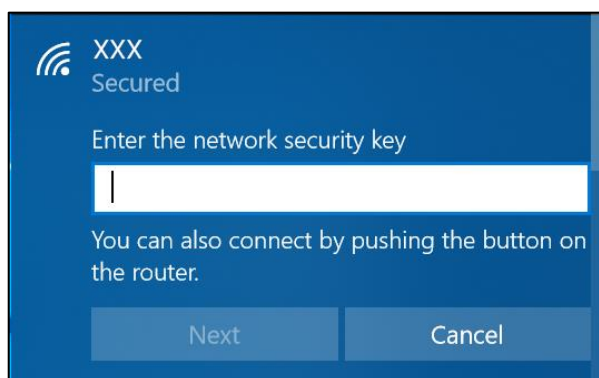 XXX
Secured
Enter the network security key
You can also connect by pushing the button on
the router.
Next
Cancel